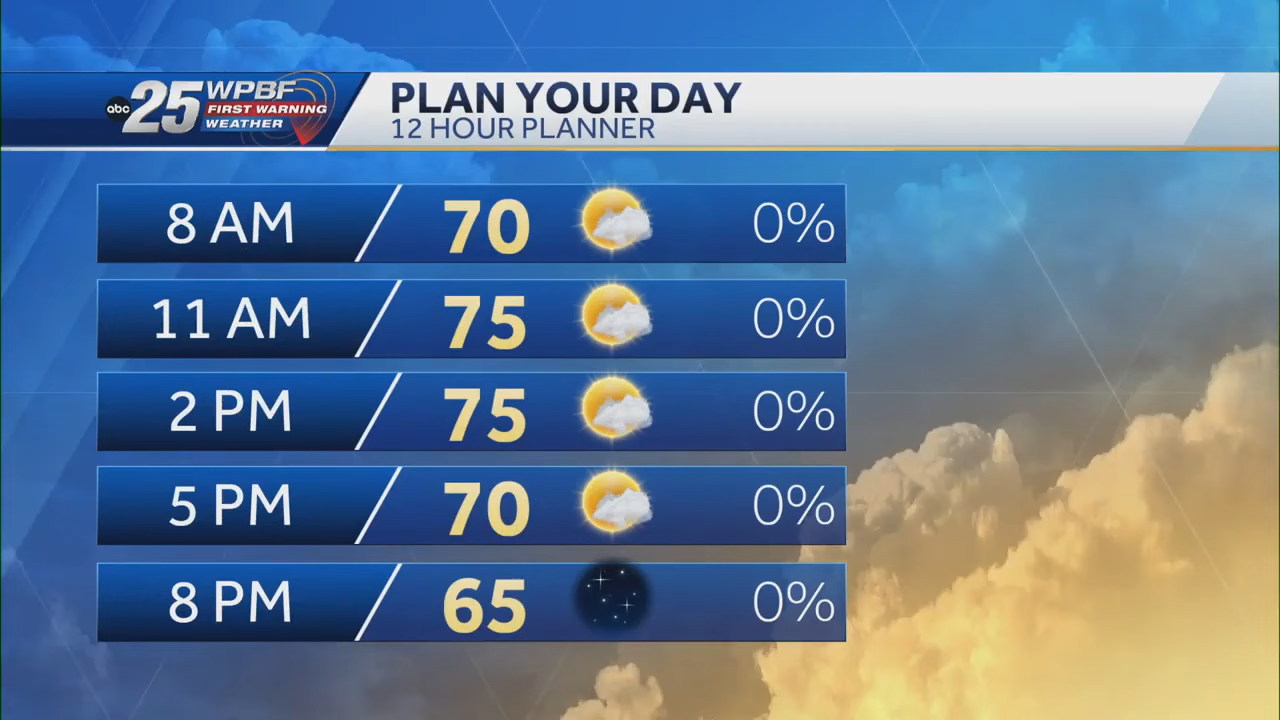 abc 25 WPBF
FIRST WARNING
WEATHER
PLAN YOUR DAY
12 HOUR PLANNER
8 AM 70 0%
11 AM 75 0%
2 PM 75 0%
5 PM 70 0%
8 PM 65 0%